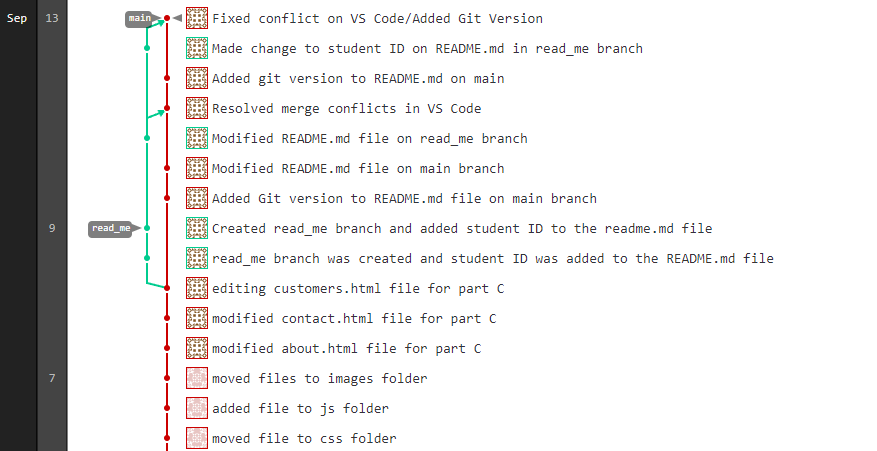 Sep 13 main Fixed conflict on VS Code/Added Git Version
Made change to student ID on README.md in read_me branch
Added git version to README.md on main
Resolved merge conflicts in VS Code
Modified README.md file on read_me branch
Modified README.md file on main branch
Added Git version to README.md file on main branch
9 read_me Created read_me branch and added student ID to the readme.md file
read_me branch was created and student ID was added to the README.md file
editing customers.html file for part C
modified contact.html file for part C
modified about.html file for part C
7 moved files to images folder
added file to js folder
moved file to css folder